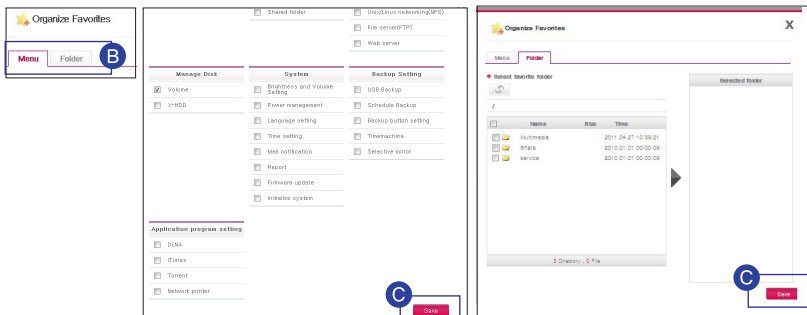 Organize Favorites
Menu Folder
B
Shared folder
Unix/Linux networking(NFS)
File server(FTP)
Web server
Manage Disk
Volume
X-HDD
System
Brightness and Volume Setting
Power management
Language setting
Time setting
Mail notification
Report
Firmware update
Initialize system
Backup Setting
USB Backup
Schedule Backup
Backup button setting
Timemachine
Selective mirror
Application program setting
DLNA
iTunes
Torrent
Network printer
C
Save
Organize Favorites X
Menu Folder
Select favorite folder
/
Name Size Time
Multimedia 2011.04.27 10:39:21
Share 2010.01.01 00:00:09
service 2010.01.01 00:00:09
3 Directory , 0 File
Selected folder
C
Save